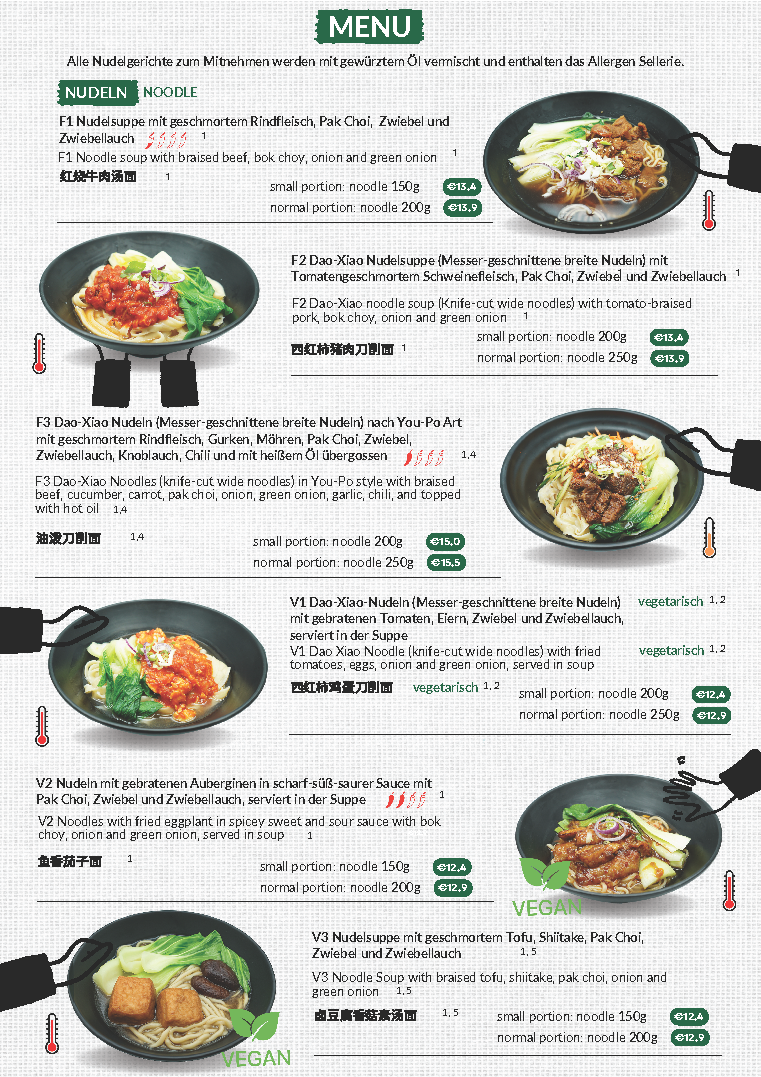 MENU
Alle Nudelgerichte zum Mitnehmen werden mit gewürztem Öl vermischt und enthalten das Allergen Sellerie.
NUDELN NOODLE
F1 Nudelsuppe mit geschmortem Rindfleisch, Pak Choi, Zwiebel und
Zwiebellauch 1
F1 Noodle soup with braised beef, bok choy, onion and green onion 1
红烧牛肉汤面 1
small portion: noodle 150g €13,4
normal portion: noodle 200g €13,9
F2 Dao-Xiao Nudelsuppe (Messer-geschnittene breite Nudeln) mit
Tomatengeschmortem Schweinefleisch, Pak Choi, Zwiebel und Zwiebellauch 1
F2 Dao-Xiao noodle soup (Knife-cut wide noodles) with tomato-braised
pork, bok choy, onion and green onion 1
西红柿猪肉刀削面 1
small portion: noodle 200g €13,4
normal portion: noodle 250g €13,9
F3 Dao-Xiao Nudeln (Messer-geschnittene breite Nudeln) nach You-Po Art
mit geschmortem Rindfleisch, Gurken, Möhren, Pak Choi, Zwiebel,
Zwiebellauch, Knoblauch, Chili und mit heißem Öl übergossen 1,4
F3 Dao-Xiao Noodles (knife-cut wide noodles) in You-Po style with braised
beef, cucumber, carrot, pak choi, onion, green onion, garlic, chili, and topped
with hot oil 1,4
油泼刀削面 1,4
small portion: noodle 200g €15,0
normal portion: noodle 250g €15,5
V1 Dao-Xiao-Nudeln (Messer-geschnittene breite Nudeln) vegetarisch 1, 2
mit gebratenen Tomaten, Eiern, Zwiebel und Zwiebellauch,
serviert in der Suppe
V1 Dao Xiao Noodle (knife-cut wide noodles) with fried vegetarisch 1, 2
tomatoes, eggs, onion and green onion, served in soup
西红柿鸡蛋刀削面 vegetarisch 1, 2
small portion: noodle 200g €12,4
normal portion: noodle 250g €12,9
V2 Nudeln mit gebratenen Auberginen in scharf-süß-saurer Sauce mit
Pak Choi, Zwiebel und Zwiebellauch, serviert in der Suppe 1
V2 Noodles with fried eggplant in spicey sweet and sour sauce with bok
choy, onion and green onion, served in soup 1
鱼香茄子面 1
small portion: noodle 150g €12,4
normal portion: noodle 200g €12,9
VEGAN
V3 Nudelsuppe mit geschmortem Tofu, Shiitake, Pak Choi,
Zwiebel und Zwiebellauch 1, 5
V3 Noodle Soup with braised tofu, shiitake, pak choi, onion and
green onion 1, 5
卤豆腐香菇素汤面 1, 5
small portion: noodle 150g €12,4
normal portion: noodle 200g €12,9
VEGAN